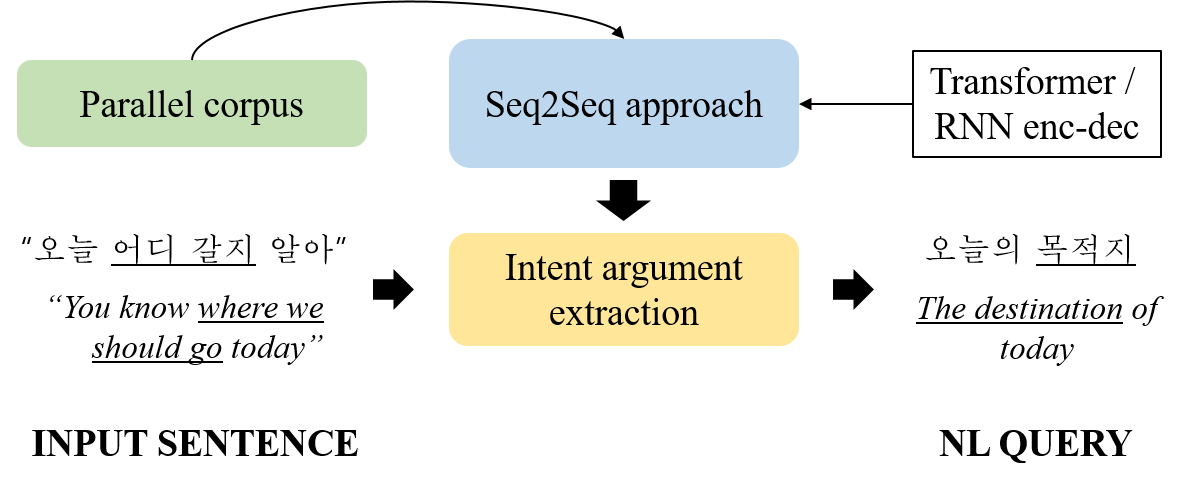 Parallel corpus
Seq2Seq approach
Transformer /
RNN enc-dec
"오늘 어디 갈지 알아"
“You know where we
should go today”
Intent argument
extraction
오늘의 목적지
The destination of
today
INPUT SENTENCE
NL QUERY